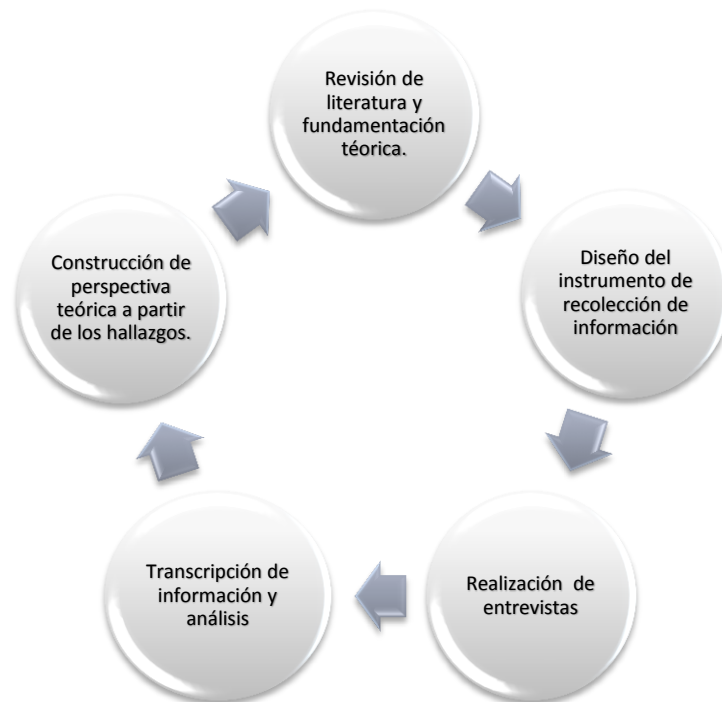 Revisión de
literatura y
fundamentación
téorica.
Diseño del
instrumento de
recolección de
información
Realización de
entrevistas
Transcripción de
información y
análisis
Construcción de
perspectiva
teórica a partir
de los hallazgos.